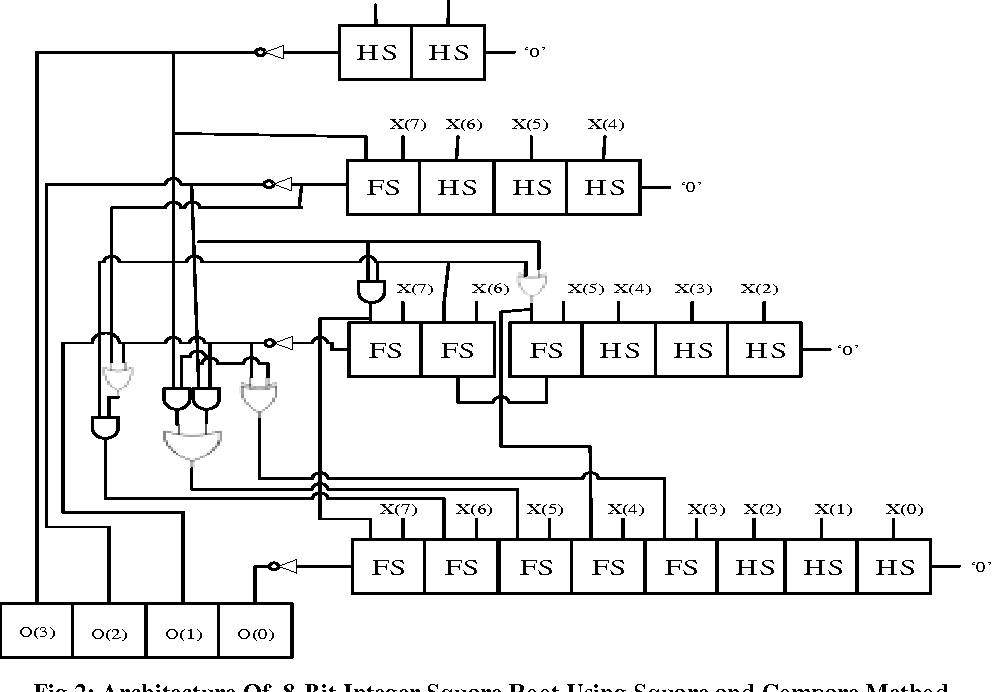 HS HS '0'
X(7) X(6) X(5) X(4)
FS HS HS HS '0'
X(7) X(6) X(5) X(4) X(3) X(2)
FS FS FS HS HS HS '0'
X(7) X(6) X(5) X(4) X(3) X(2) X(1) X(0)
FS FS FS FS FS HS HS HS '0'
O(3) O(2) O(1) O(0)
Fig 2: Architecture Of 8-Bit Integer Square Root Using Square and Compare Method